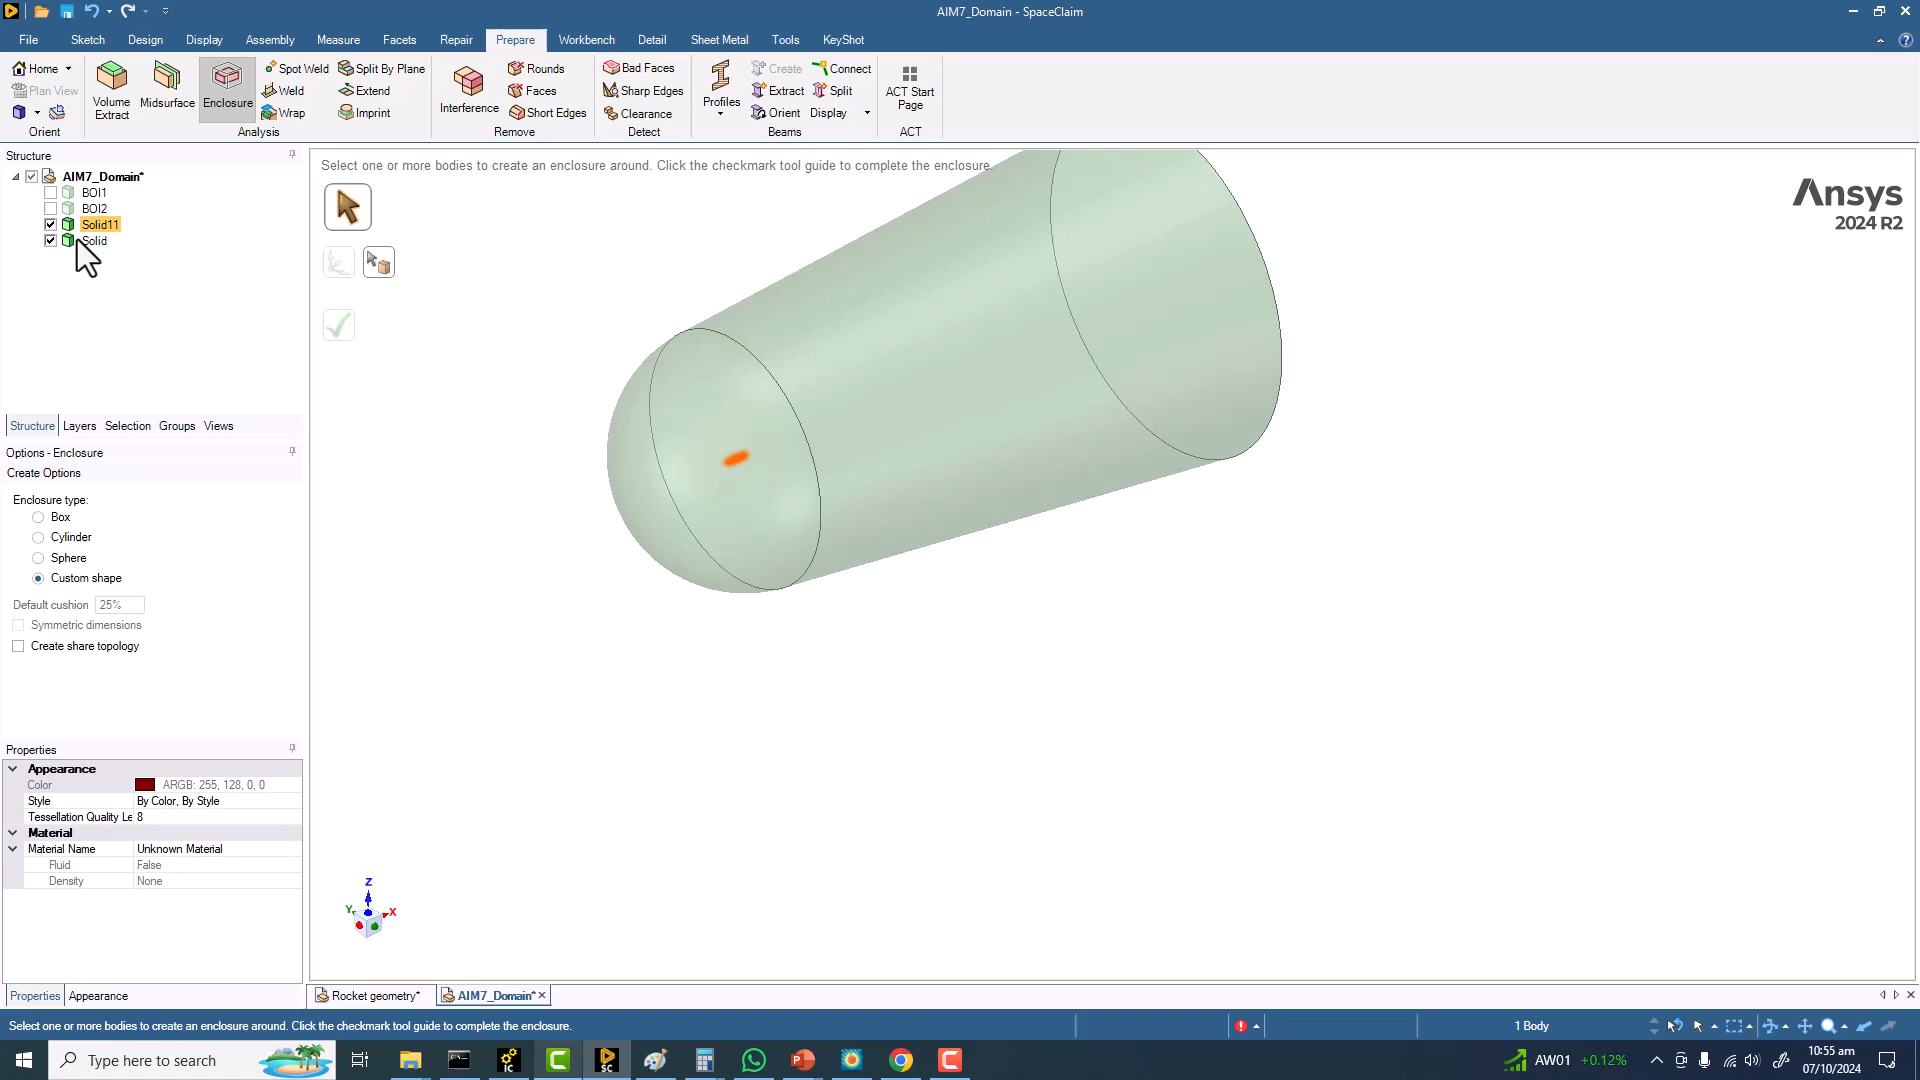 AIM7_Domain - SpaceClaim
File Sketch Design Display Assembly Measure Facets Repair Prepare Workbench Detail Sheet Metal Tools KeyShot
Home
Plan View
Orient
Volume Extract
Midsurface
Enclosure
Spot Weld
Weld
Wrap
Split By Plane
Extend
Imprint
Analysis
Interference
Rounds
Faces
Short Edges
Remove
Bad Faces
Sharp Edges
Clearance
Detect
Profiles
Create
Extract
Orient
Connect
Split
Display
Beams
ACT Start Page
ACT
Structure
AIM7_Domain*
BOI1
BOI2
Solid11
Solid
Structure Layers Selection Groups Views
Options - Enclosure
Create Options
Enclosure type:
Box
Cylinder
Sphere
Custom shape
Default cushion 25%
Symmetric dimensions
Create share topology
Properties
Appearance
Color ARGB: 255, 128, 0, 0
Style By Color, By Style
Tessellation Quality Le 8
Material
Material Name Unknown Material
Fluid False
Density None
Properties Appearance
Select one or more bodies to create an enclosure around. Click the checkmark tool guide to complete the enclosure.
Ansys
2024 R2
Z
Y
X
Rocket geometry* AIM7_Domain*
Select one or more bodies to create an enclosure around. Click the checkmark tool guide to complete the enclosure.
1 Body
Type here to search
IC
SC
AW01 +0.12%
10:55 am
07/10/2024